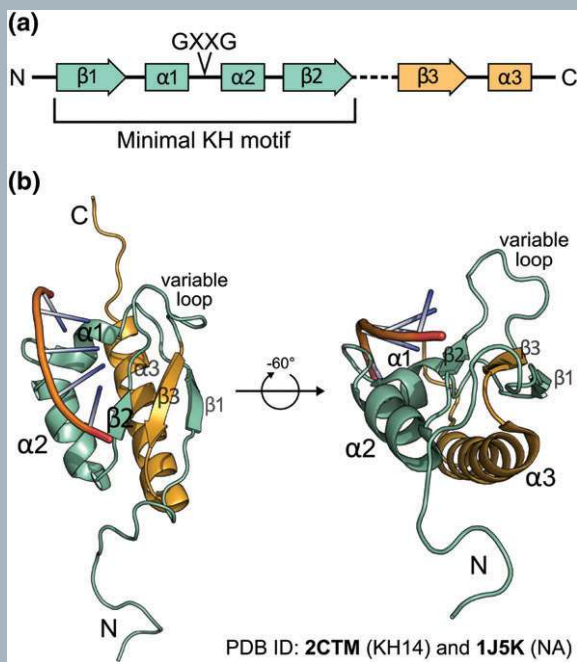 (a)
GXXG
N β1 α1 α2 β2 β3 α3 C
Minimal KH motif
(b)
C
variable
loop
α1
α3
β3
β1
β2
α2
N
-60°
variable
loop
α1
β2
β3
β1
α2
α3
N
PDB ID: 2CTM (KH14) and 1J5K (NA)